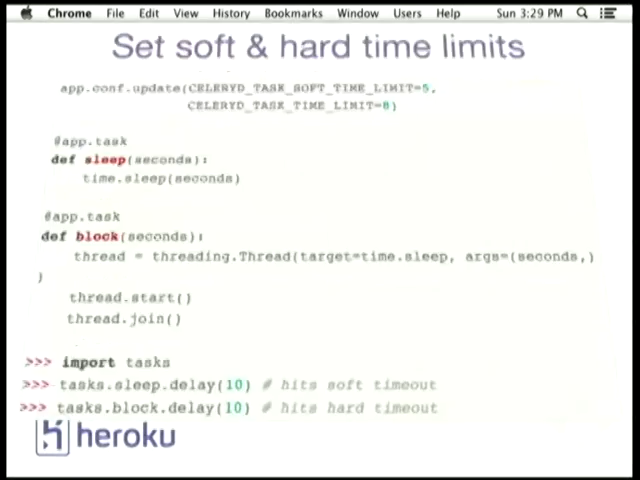 Chrome File Edit View History Bookmarks Window Users Help Sun 3:29 PM
Set soft & hard time limits
app.conf.update(CELERYD_TASK_SOFT_TIME_LIMIT=5,
CELERYD_TASK_TIME_LIMIT=8)
@app.task
def sleep(seconds):
time.sleep(seconds)
@app.task
def block(seconds):
thread = threading.Thread(target=time.sleep, args=(seconds,)
)
thread.start()
thread.join()
>>> import tasks
>>> tasks.sleep.delay(10) # hits soft timeout
>>> tasks.block.delay(10) # hits hard timeout
heroku